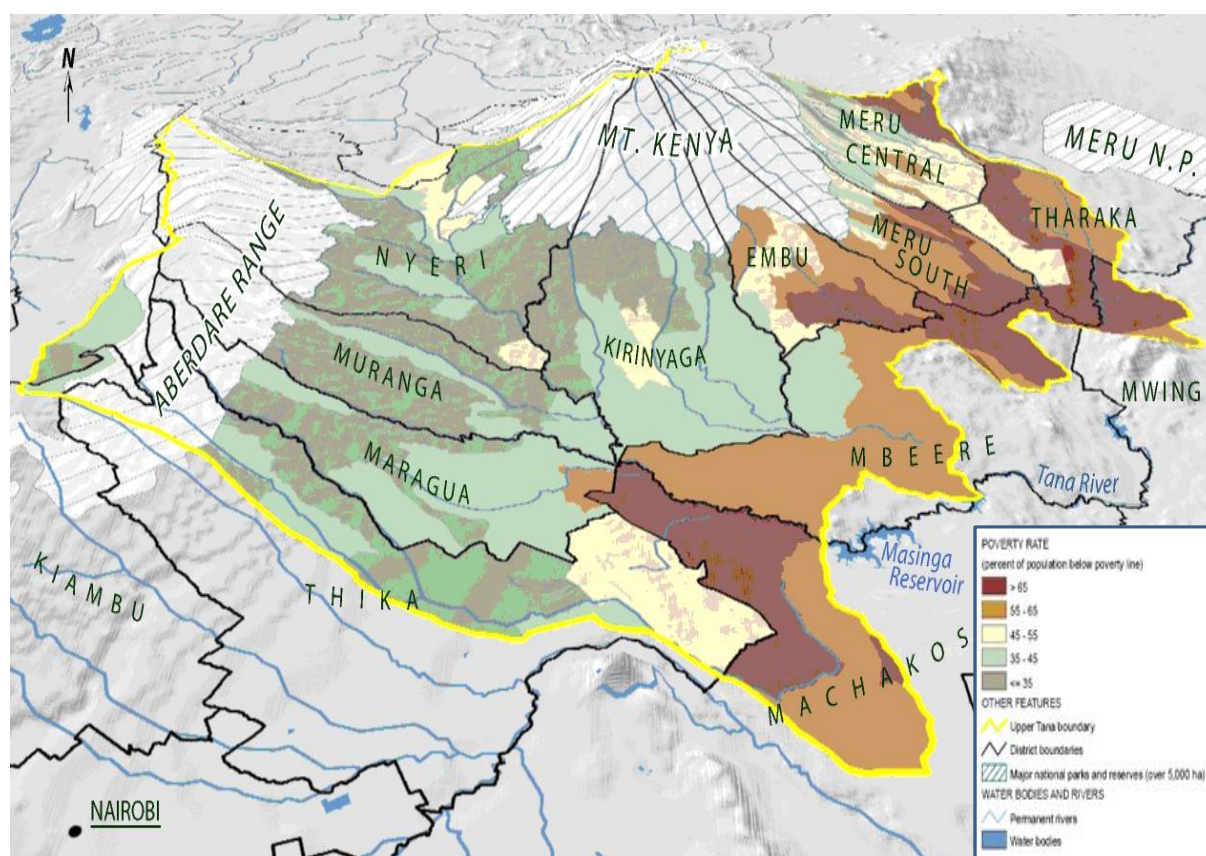 N
MT. KENYA
MERU
CENTRAL
MERU N.P.
THARAKA
ABERDARE RANGE
NYERI
EMBU
MERU
SOUTH
MURANGA
KIRINYAGA
MWING
MARAGUA
MBEERE
Tana River
Masinga
Reservoir
KIAMBU
THIKA
MACHAKOS
NAIROBI
POVERTY RATE
(percent of population below poverty line)
> 65
55 - 65
45 - 55
35 - 45
<= 35
OTHER FEATURES
Upper Tana boundary
District boundaries
Major national parks and reserves (over 5,000 ha)
WATER BODIES AND RIVERS
Permanent rivers
Water bodies